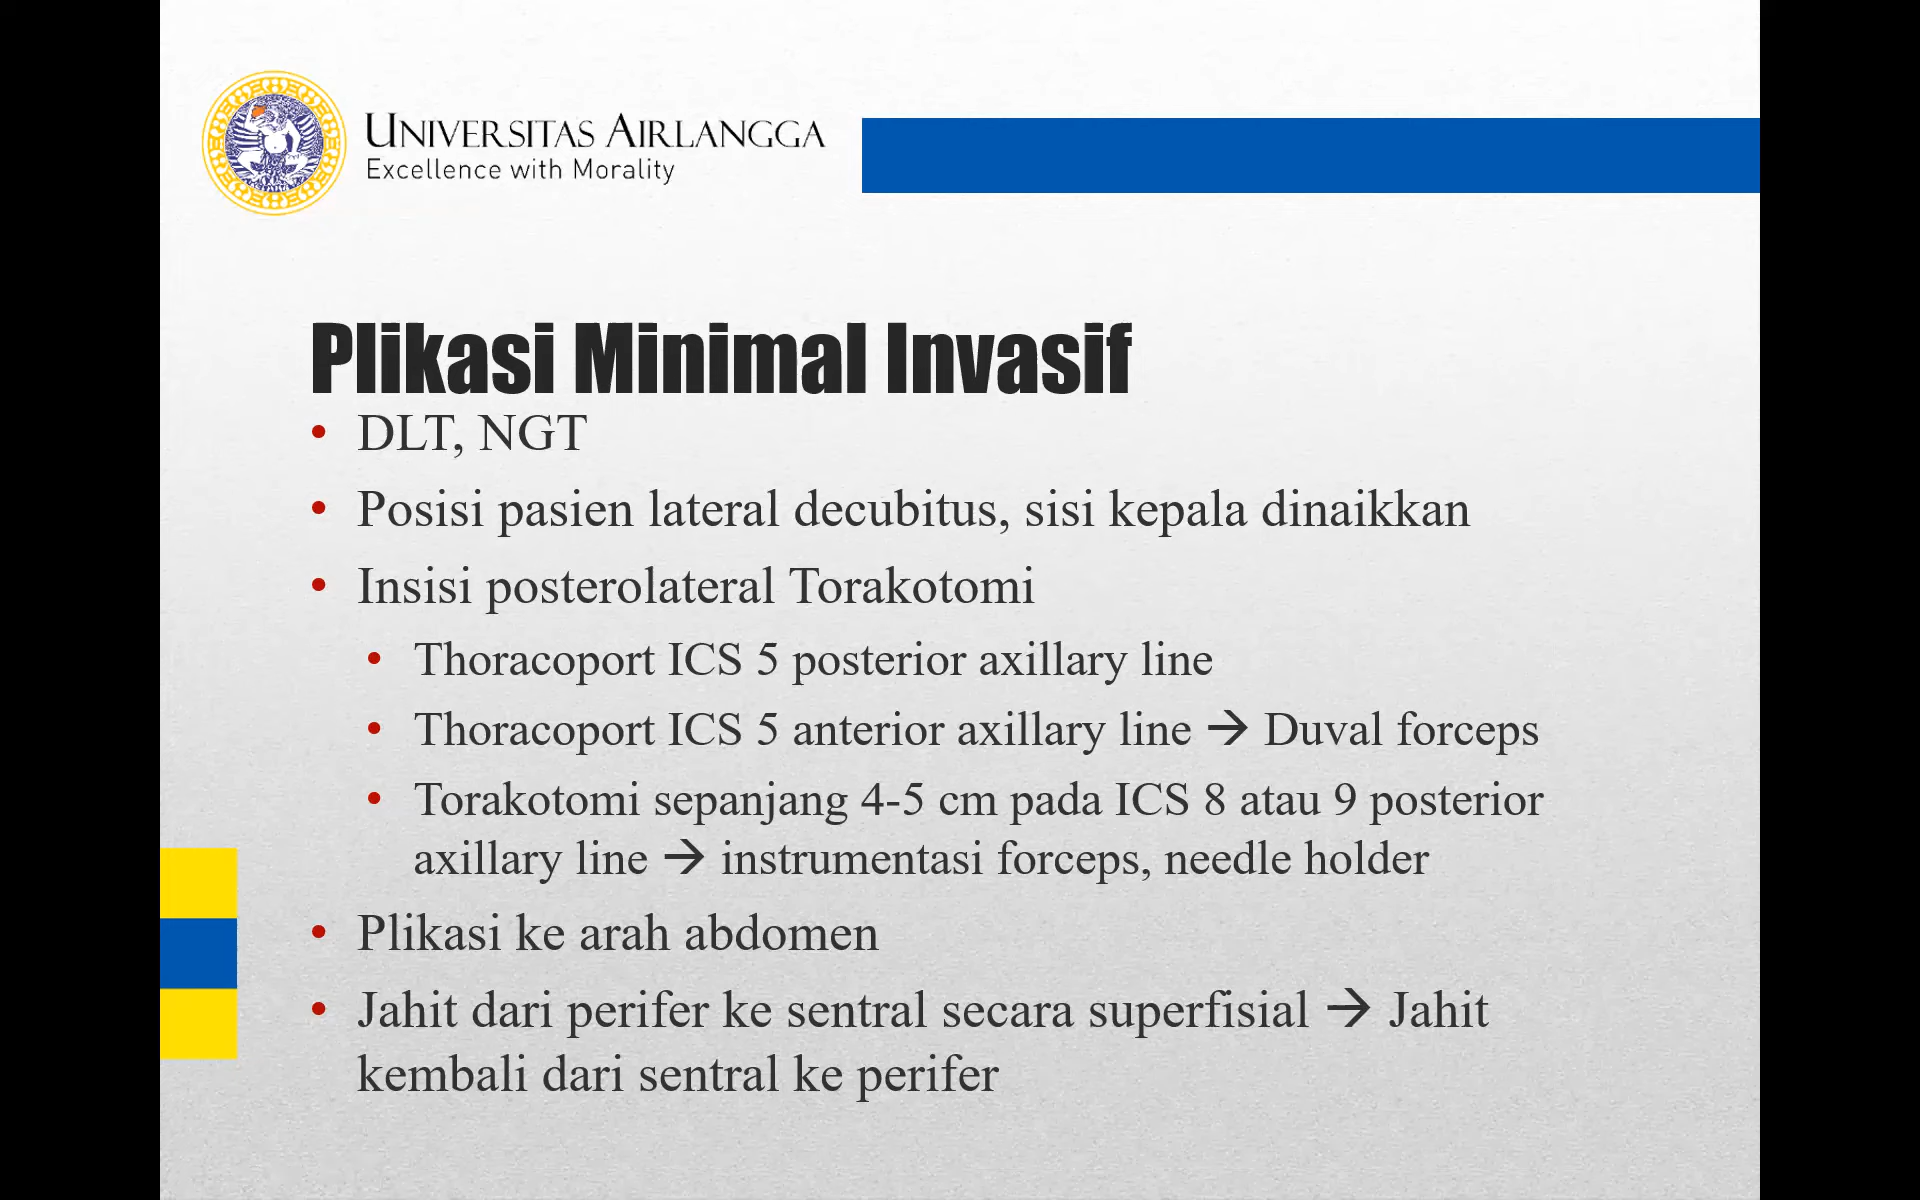 UNIVERSITAS AIRLANGGA
Excellence with Morality
Plikasi Minimal Invasif
• DLT, NGT
• Posisi pasien lateral decubitus, sisi kepala dinaikkan
• Insisi posterolateral Torakotomi
• Thoracoport ICS 5 posterior axillary line
• Thoracoport ICS 5 anterior axillary line → Duval forceps
• Torakotomi sepanjang 4-5 cm pada ICS 8 atau 9 posterior
axillary line → instrumentasi forceps, needle holder
• Plikasi ke arah abdomen
• Jahit dari perifer ke sentral secara superfisial → Jahit
kembali dari sentral ke perifer